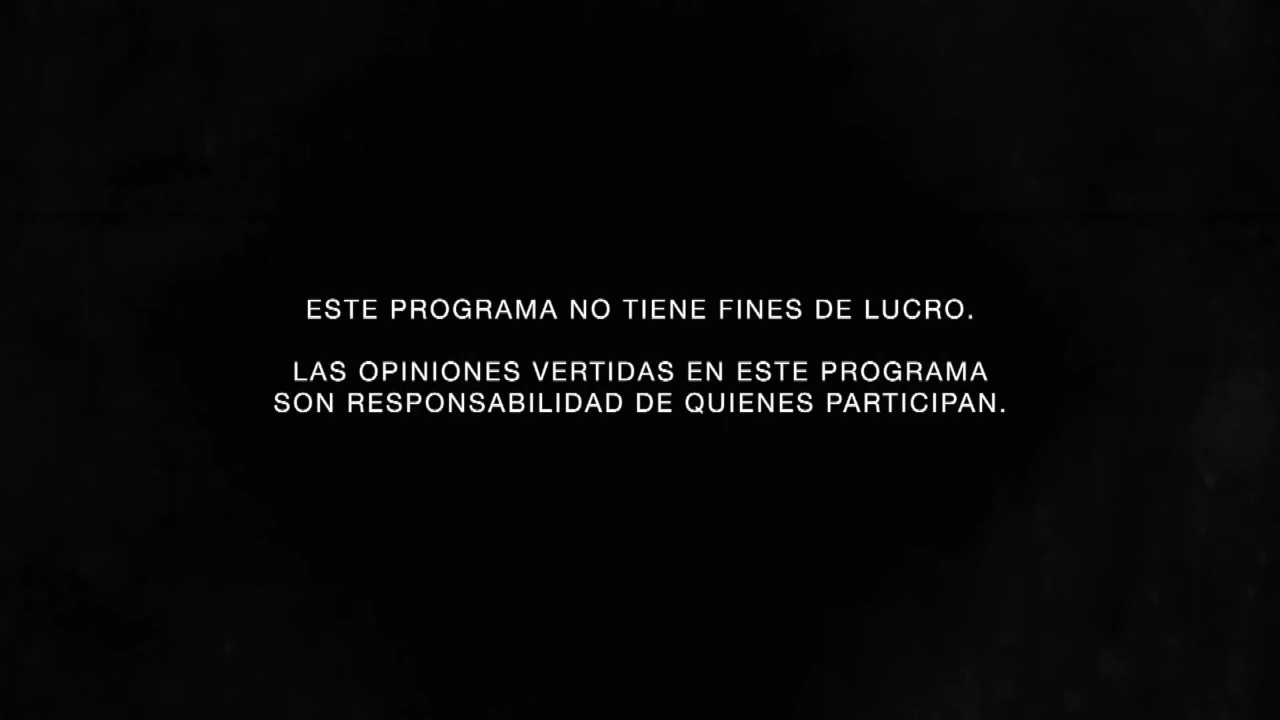 ESTE PROGRAMA NO TIENE FINES DE LUCRO.
LAS OPINIONES VERTIDAS EN ESTE PROGRAMA
SON RESPONSABILIDAD DE QUIENES PARTICIPAN.